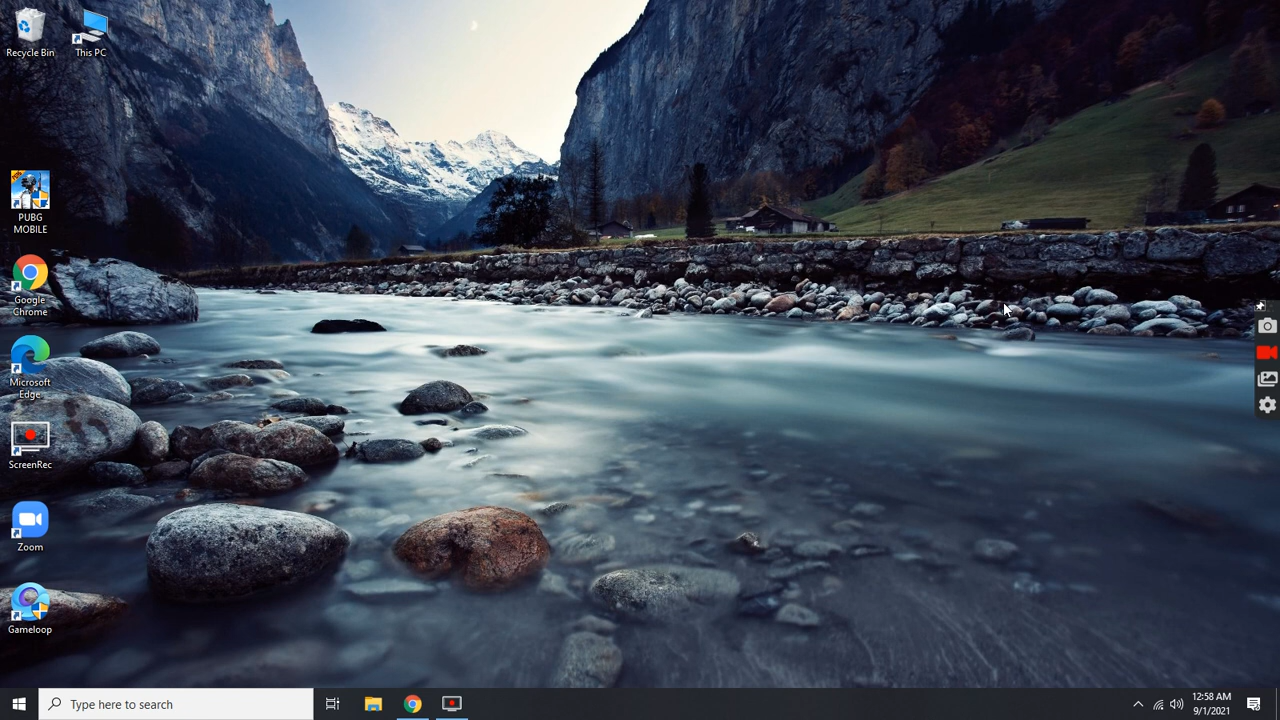 Recycle Bin
This PC
PUBG
MOBILE
Google
Chrome
Microsoft
Edge
ScreenRec
Zoom
Gameloop
Type here to search
12:58 AM
9/1/2021